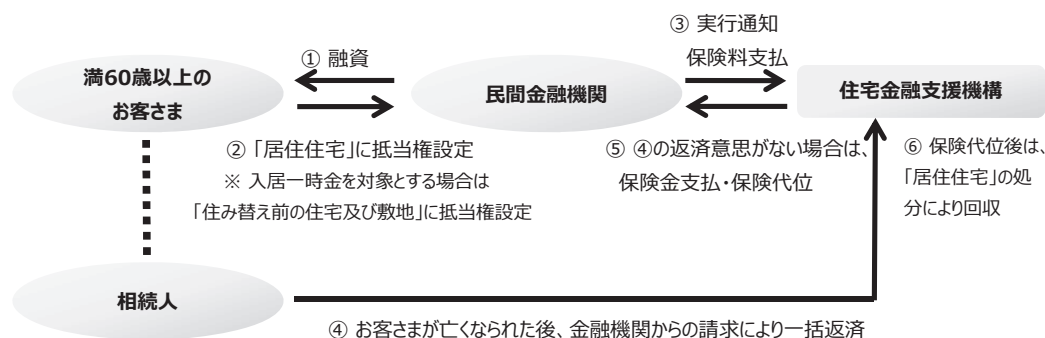 ③ 実行通知
保険料支払
① 融資
満60歳以上の
お客さま
民間金融機関
住宅金融支援機構
② 「居住住宅」に抵当権設定
※ 入居一時金を対象とする場合は
「住み替え前の住宅及び敷地」に抵当権設定
⑤ ④の返済意思がない場合は、
保険金支払・保険代位
⑥ 保険代位後は、
「居住住宅」の処
分により回収
相続人
④ お客さまが亡くなられた後、金融機関からの請求により一括返済